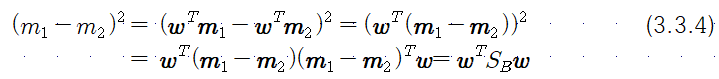 (m₁ − m₂)² = (𝒘ᵀ𝒎₁ − 𝒘ᵀ𝒎₂)² = (𝒘ᵀ(𝒎₁ − 𝒎₂))² (3.3.4)
= 𝒘ᵀ(𝒎₁ − 𝒎₂)(𝒎₁ − 𝒎₂)ᵀ𝒘 = 𝒘ᵀS_B𝒘